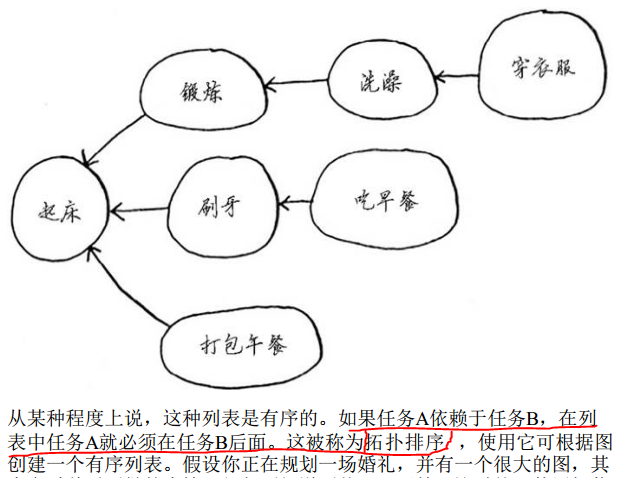 穿衣服
洗澡
锻炼
起床
刷牙
吃早餐
打包午餐
从某种程度上说，这种列表是有序的。如果任务A依赖于任务B，在列
表中任务A就必须在任务B后面。这被称为拓扑排序 ，使用它可根据图
创建一个有序列表。假设你正在规划一场婚礼，并有一个很大的图，其